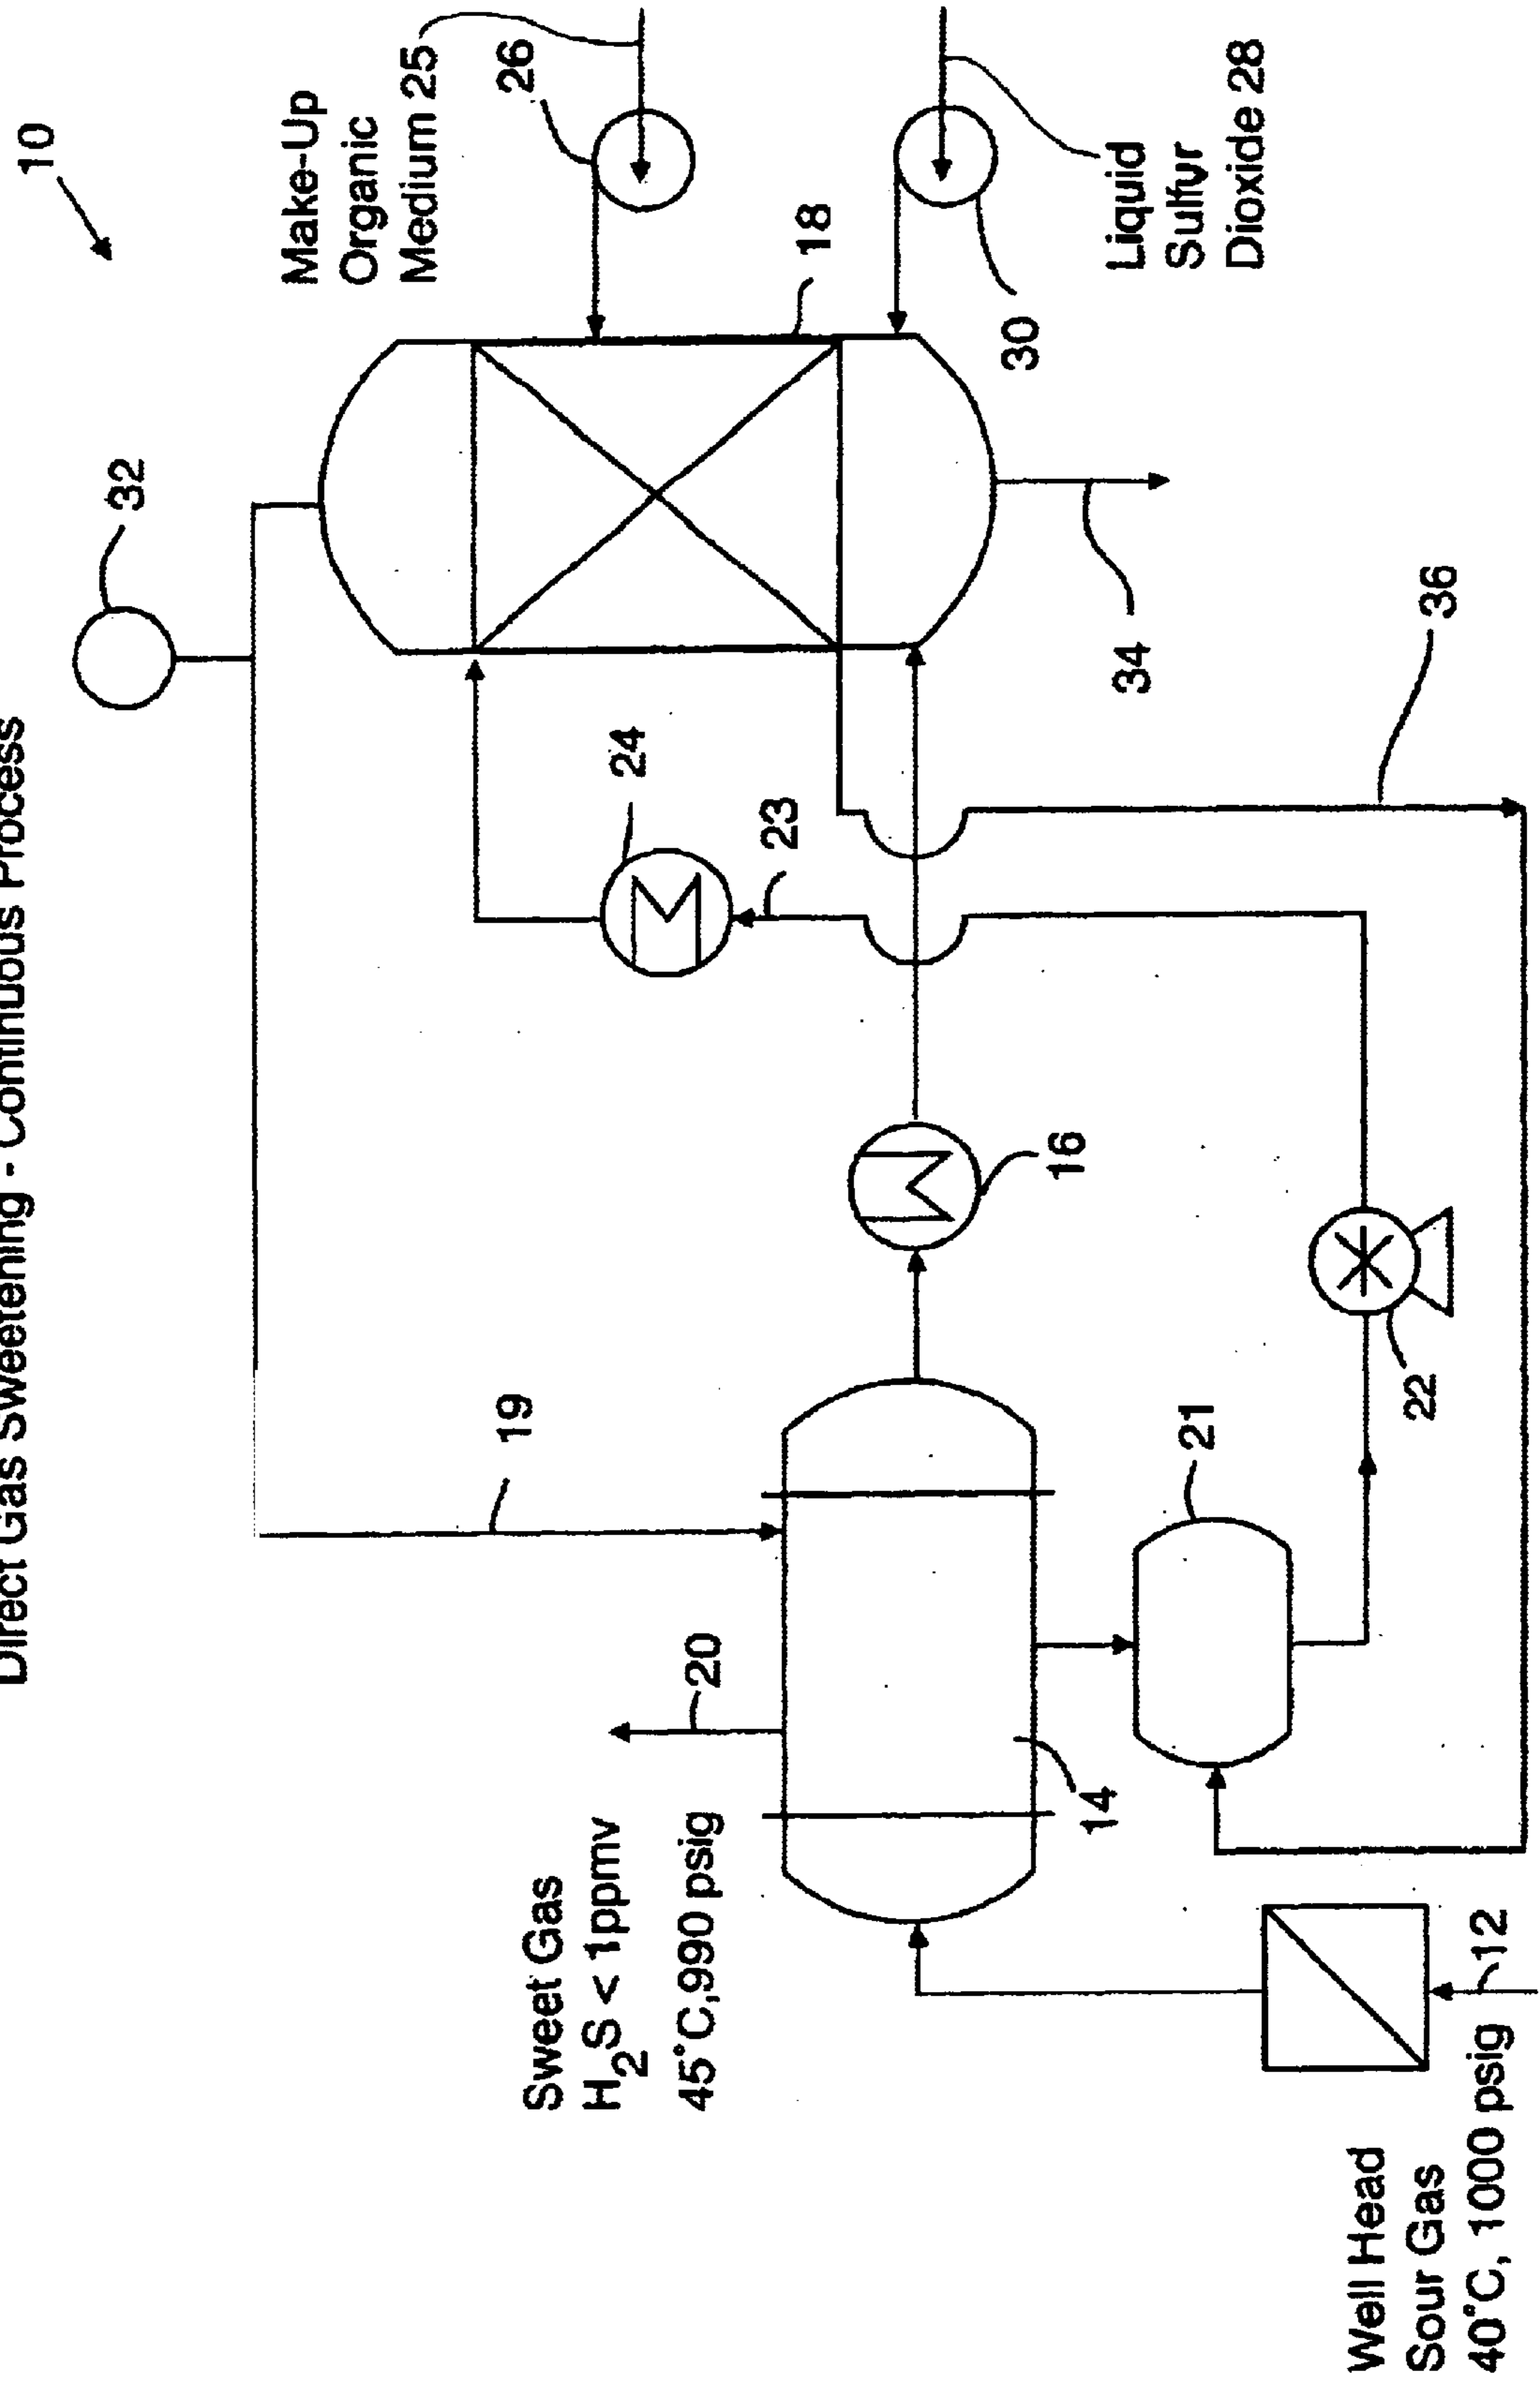 Direct Gas Sweetening - Continuous Process
10
32
Make-Up
Organic
Medium 25
26
18
24
23
19
20
Sweet Gas
H2S < 1ppmv
45°C,990 psig
16
30
Liquid
Sulfur
Dioxide 28
34
36
21
22
14
12
Well Head
Sour Gas
40°C, 1000 psig